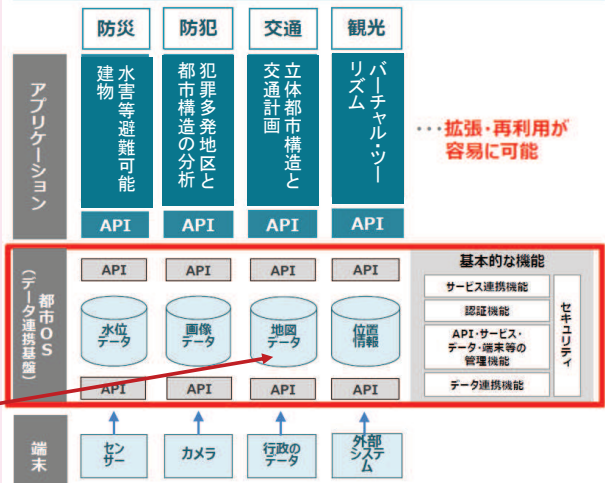 防災
防犯
交通
観光
アプリケーション
水害等避難可能
建物
犯罪多発地区と
都市構造の分析
立体都市構造と
交通計画
バーチャル・ツー
リズム
･･･拡張・再利用が
容易に可能
API
API
API
API
都市OS
(データ連携基盤)
API
API
API
API
水位
データ
画像
データ
地図
データ
位置
情報
API
API
API
API
基本的な機能
サービス連携機能
認証機能
API・サービス・
データ・端末等の
管理機能
データ連携機能
セキュリティ
端末
セン
サー
カメラ
行政の
データ
外部
システ
ム